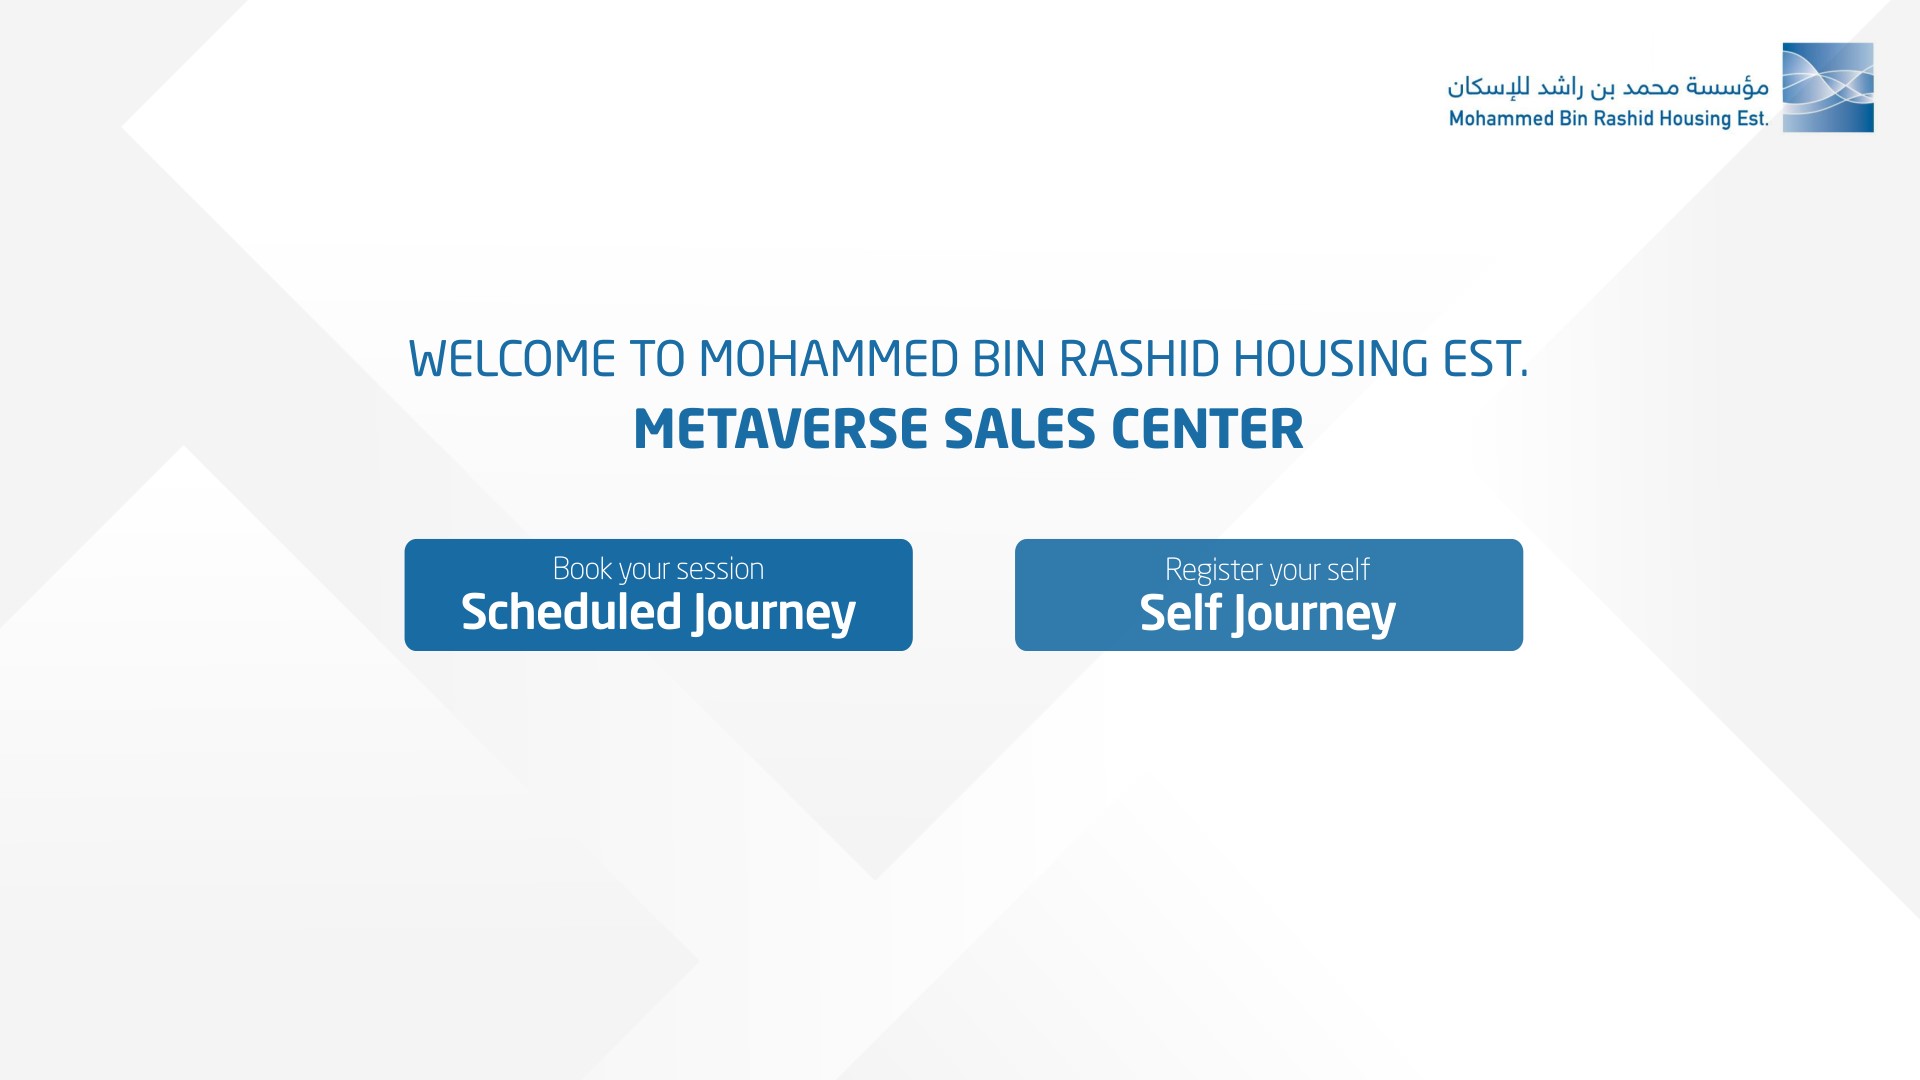 مؤسسة محمد بن راشد للإسكان
Mohammed Bin Rashid Housing Est.
WELCOME TO MOHAMMED BIN RASHID HOUSING EST.
METAVERSE SALES CENTER
Book your session
Scheduled Journey
Register your self
Self Journey